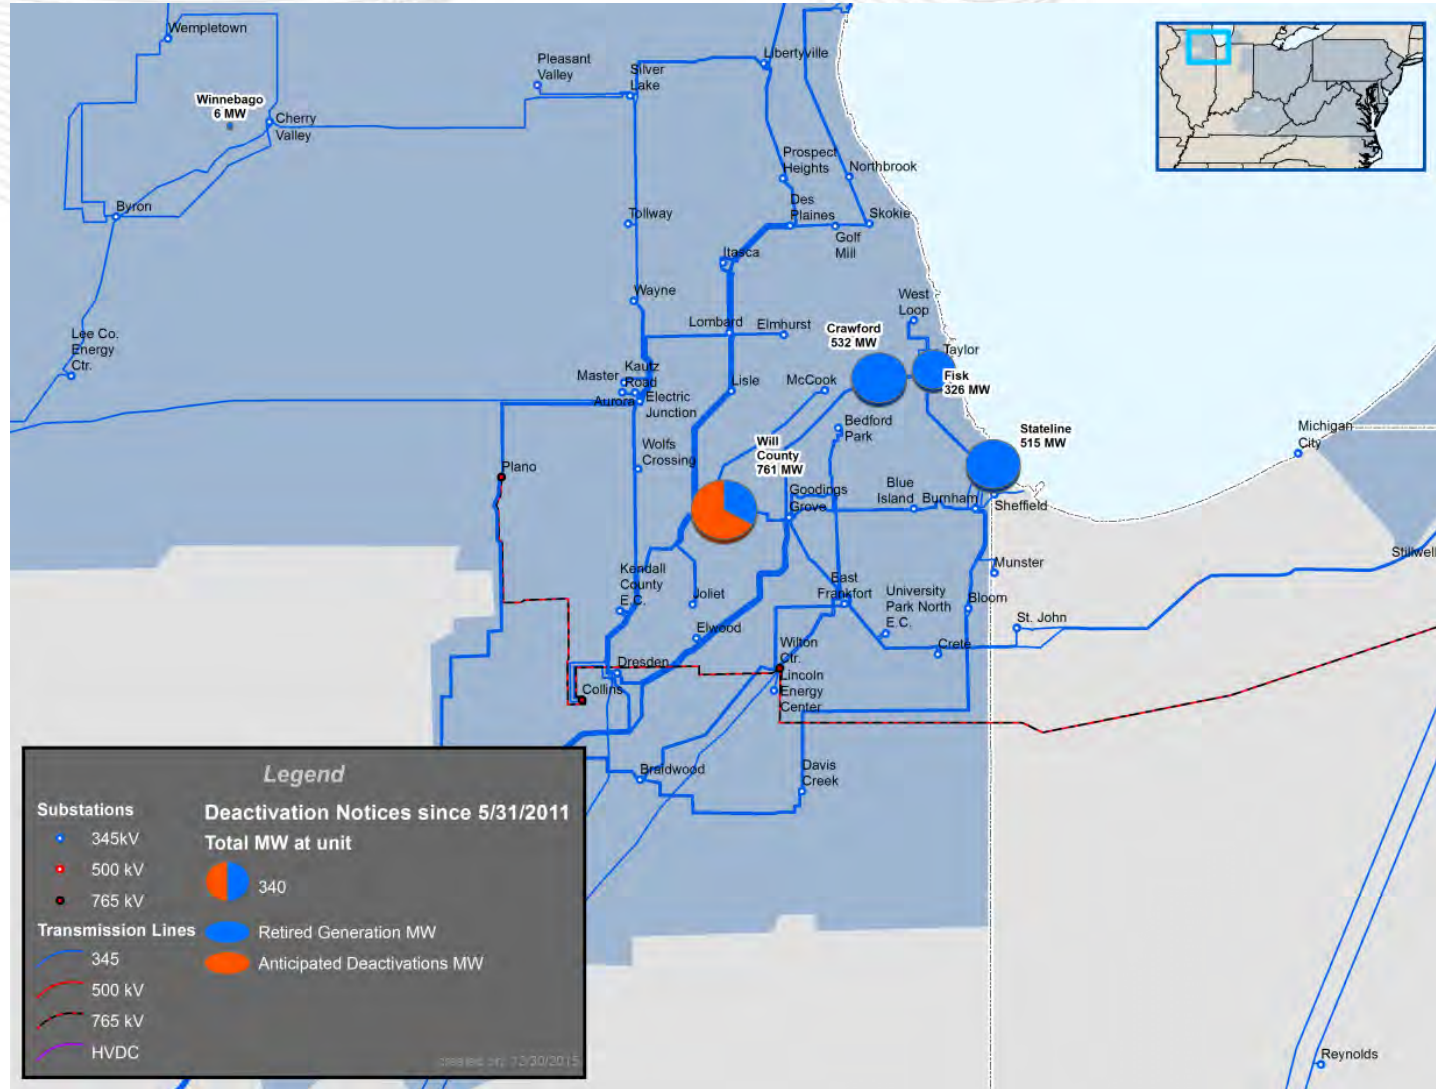 Wempletown
Winnebago
6 MW
Cherry
Valley
Byron
Lee Co.
Energy
Ctr.
Pleasant
Valley
Silver
Lake
Libertyville
Prospect
Heights
Northbrook
Des
Plaines
Skokie
Golf
Mill
Tollway
Itasca
Wayne
Lombard
Elmhurst
West
Loop
Crawford
532 MW
Taylor
Fisk
326 MW
Master
Kautz
Road
Aurora
Electric
Junction
Lisle
McCook
Bedford
Park
Stateline
515 MW
Michigan
City
Wolfs
Crossing
Will
County
761 MW
Plano
Goodings
Grove
Blue
Island
Burnham
Sheffield
Stillwell
Munster
Kendall
County
E.C.
Joliet
East
Frankfort
University
Park North
E.C.
Bloom
St. John
Elwood
Wilton
Ctr.
Crete
Dresden
Collins
Lincoln
Energy
Center
Braidwood
Davis
Creek
Reynolds
Legend
Substations
345kV
500 kV
765 kV
Transmission Lines
345
500 kV
765 kV
HVDC
Deactivation Notices since 5/31/2011
Total MW at unit
340
Retired Generation MW
Anticipated Deactivations MW
created on: 12/30/2015